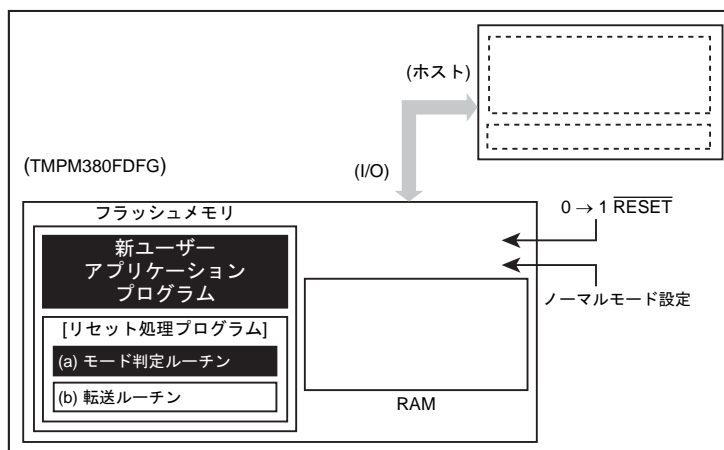 (ホスト)
(TMPM380FDFG)
(I/O)
0 → 1 RESET
フラッシュメモリ
新ユーザー
アプリケーション
プログラム
ノーマルモード設定
[リセット処理プログラム]
(a) モード判定ルーチン
(b) 転送ルーチン
RAM